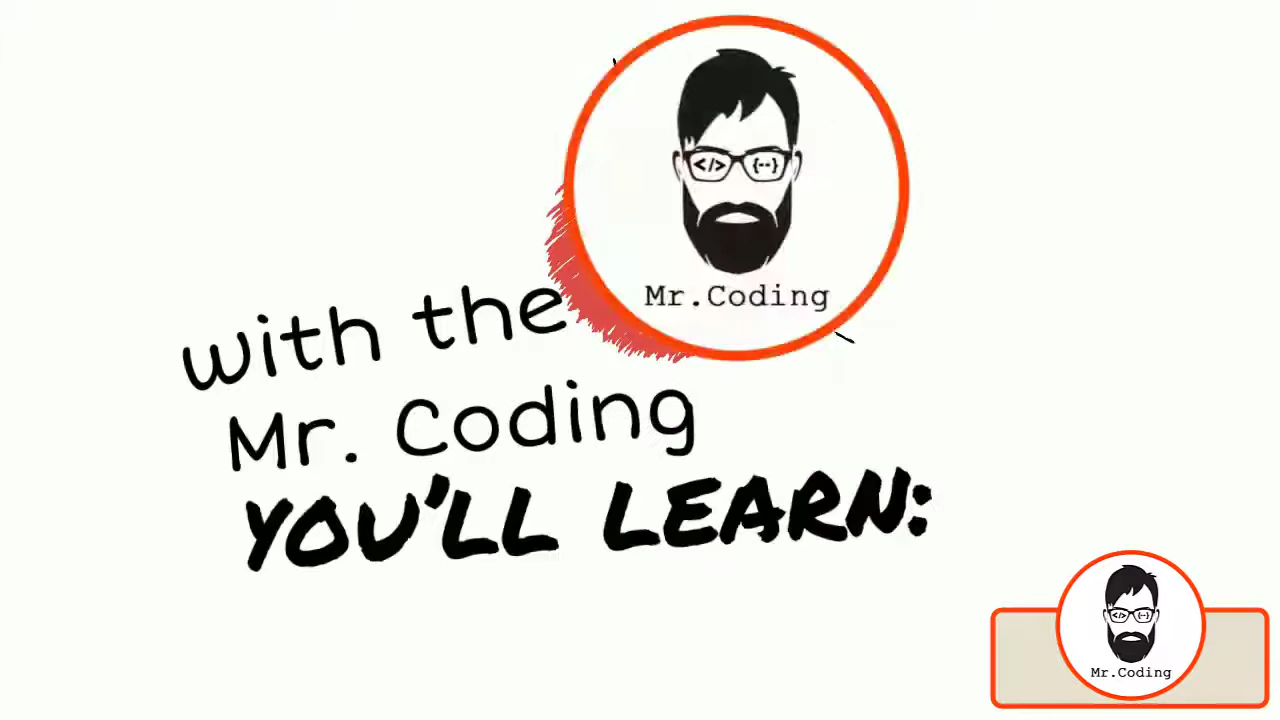 </> {--}
Mr.Coding
with the
Mr. Coding
YOU'LL LEARN:
</> {--}
Mr.Coding